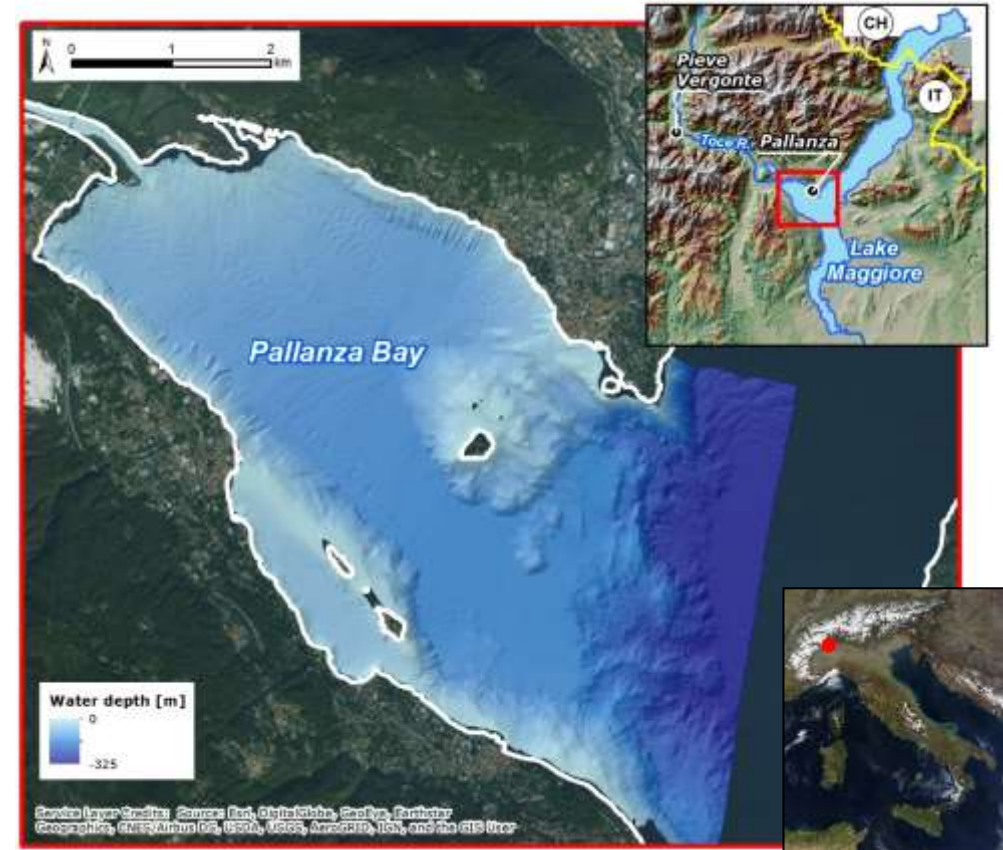 N
0 1 2
km
CH
IT
Pieve
Vergonte
Toce R.
Pallanza
Lake
Maggiore
Pallanza Bay
Water depth [m]
0
-325
Service Layer Credits: Source: Esri, DigitalGlobe, GeoEye, Earthstar
Geographics, CNES/Airbus DS, USDA, USGS, AeroGRID, IGN, and the GIS User